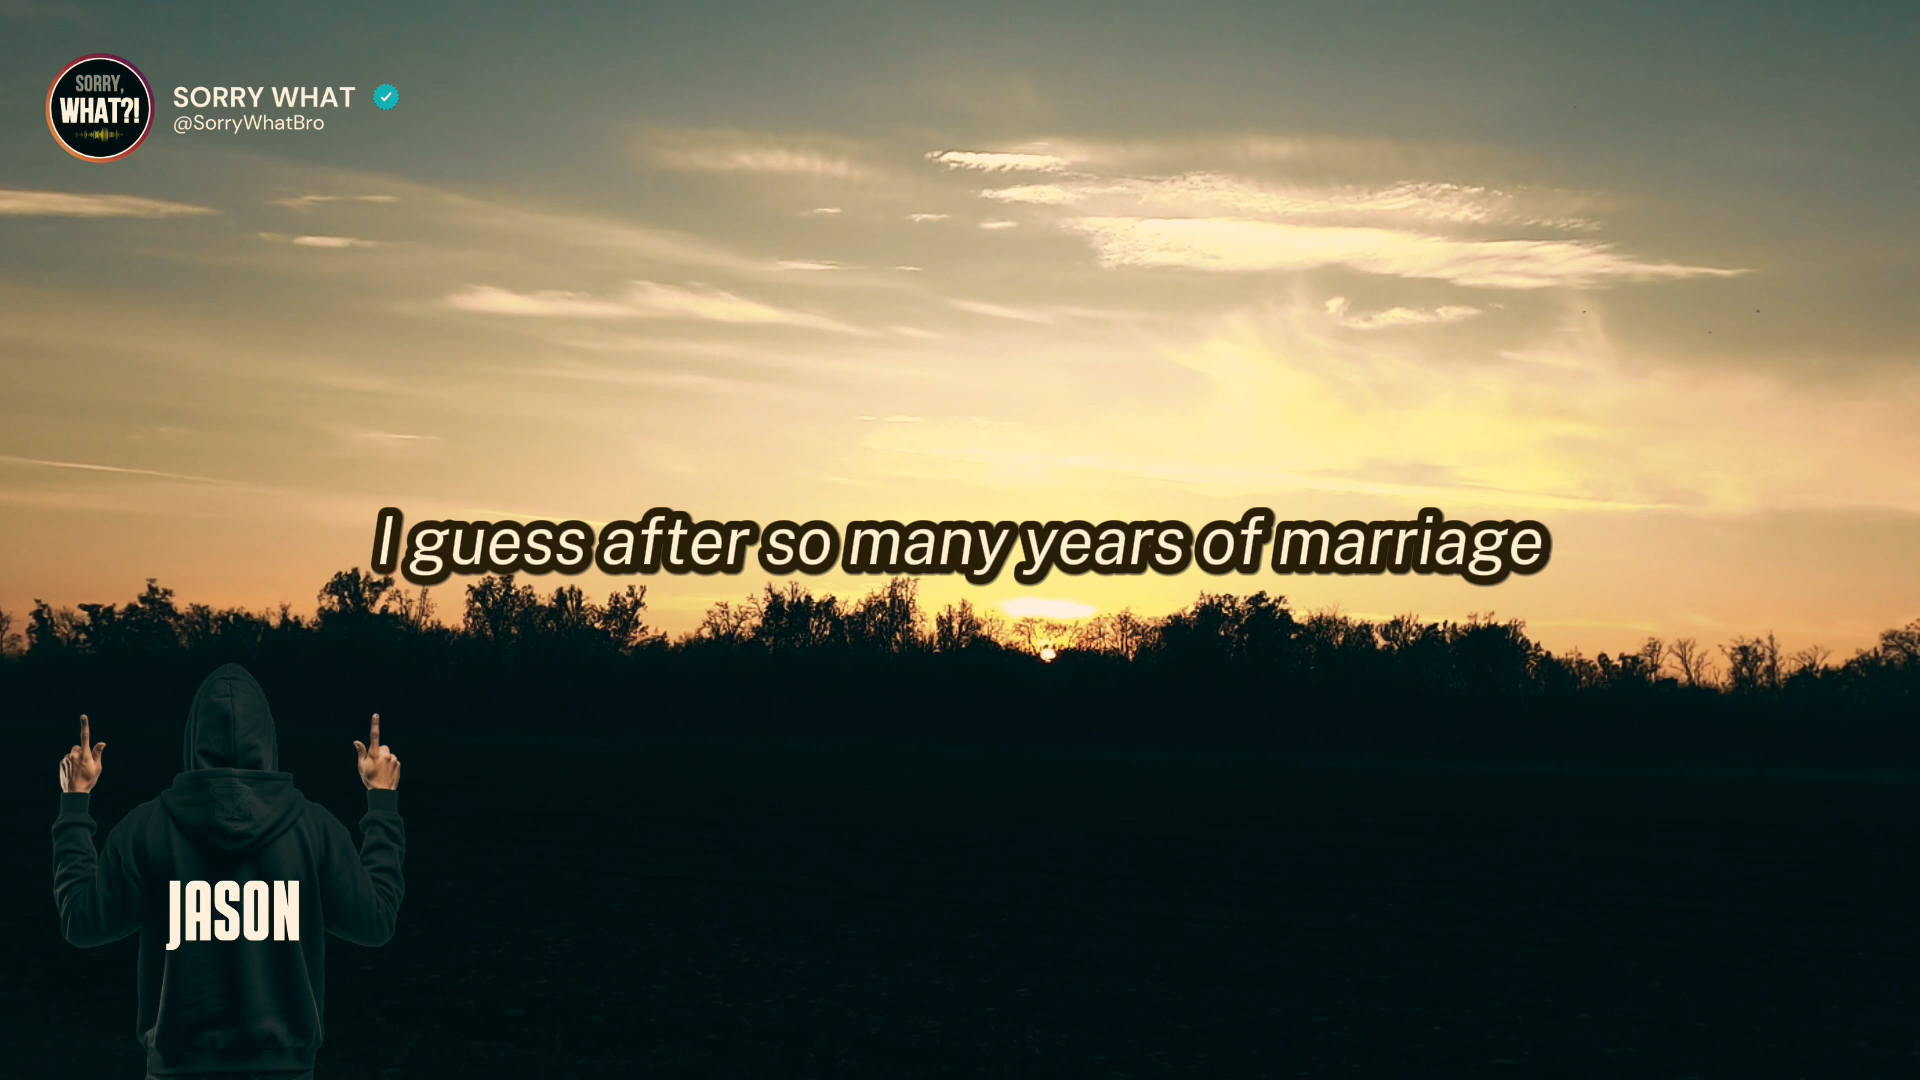 SORRY,
WHAT?!
SORRY WHAT
@SorryWhatBro
I guess after so many years of marriage
JASON